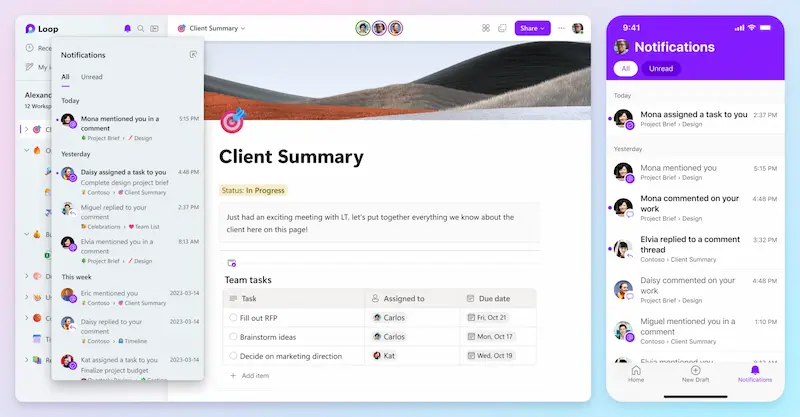 Loop
Rece
My i
Alexand
12 Worksp
Cl
Notifications
All
Unread
Today
Mona mentioned you in a comment
5:15 PM
Project Brief › Design
Yesterday
Daisy assigned a task to you
4:48 PM
Complete design project brief
Contoso › Client Summary
Miguel replied to your comment
2:37 PM
Celebrations › Team List
Elvia mentioned you in a comment
8:13 AM
Project Brief › Design
This week
Eric mentioned you
2023-03-14
Contoso › Client Summary
Daisy replied to your comment
2023-03-14
Contoso › Timeline
Kat assigned a task to you
2023-03-14
Finalize project budget
Client Summary
Share
Client Summary
Status: In Progress
Just had an exciting meeting with LT, let's put together everything we know about the
client here on this page!
Team tasks
Task
Assigned to
Due date
Fill out RFP
Carlos
Fri, Oct 21
Brainstorm ideas
Carlos
Mon, Oct 17
Decide on marketing direction
Kat
Wed, Oct 19
Add item
9:41
Notifications
All
Unread
Today
Mona assigned a task to you
2:37 PM
Project Brief › Design
Yesterday
Mona mentioned you
5:15 PM
Project Brief › Design
Mona commented on your
work
4:48 PM
Project Brief › Design
Elvia replied to a comment
thread
3:32 PM
Contoso › Client Summary
Daisy commented on your
work
4:48 PM
Project Brief › Design
Miguel mentioned you in a
comment
1:10 PM
Contoso › Client Summary
Elvia mentioned you in a
Home
New Draft
Notifications